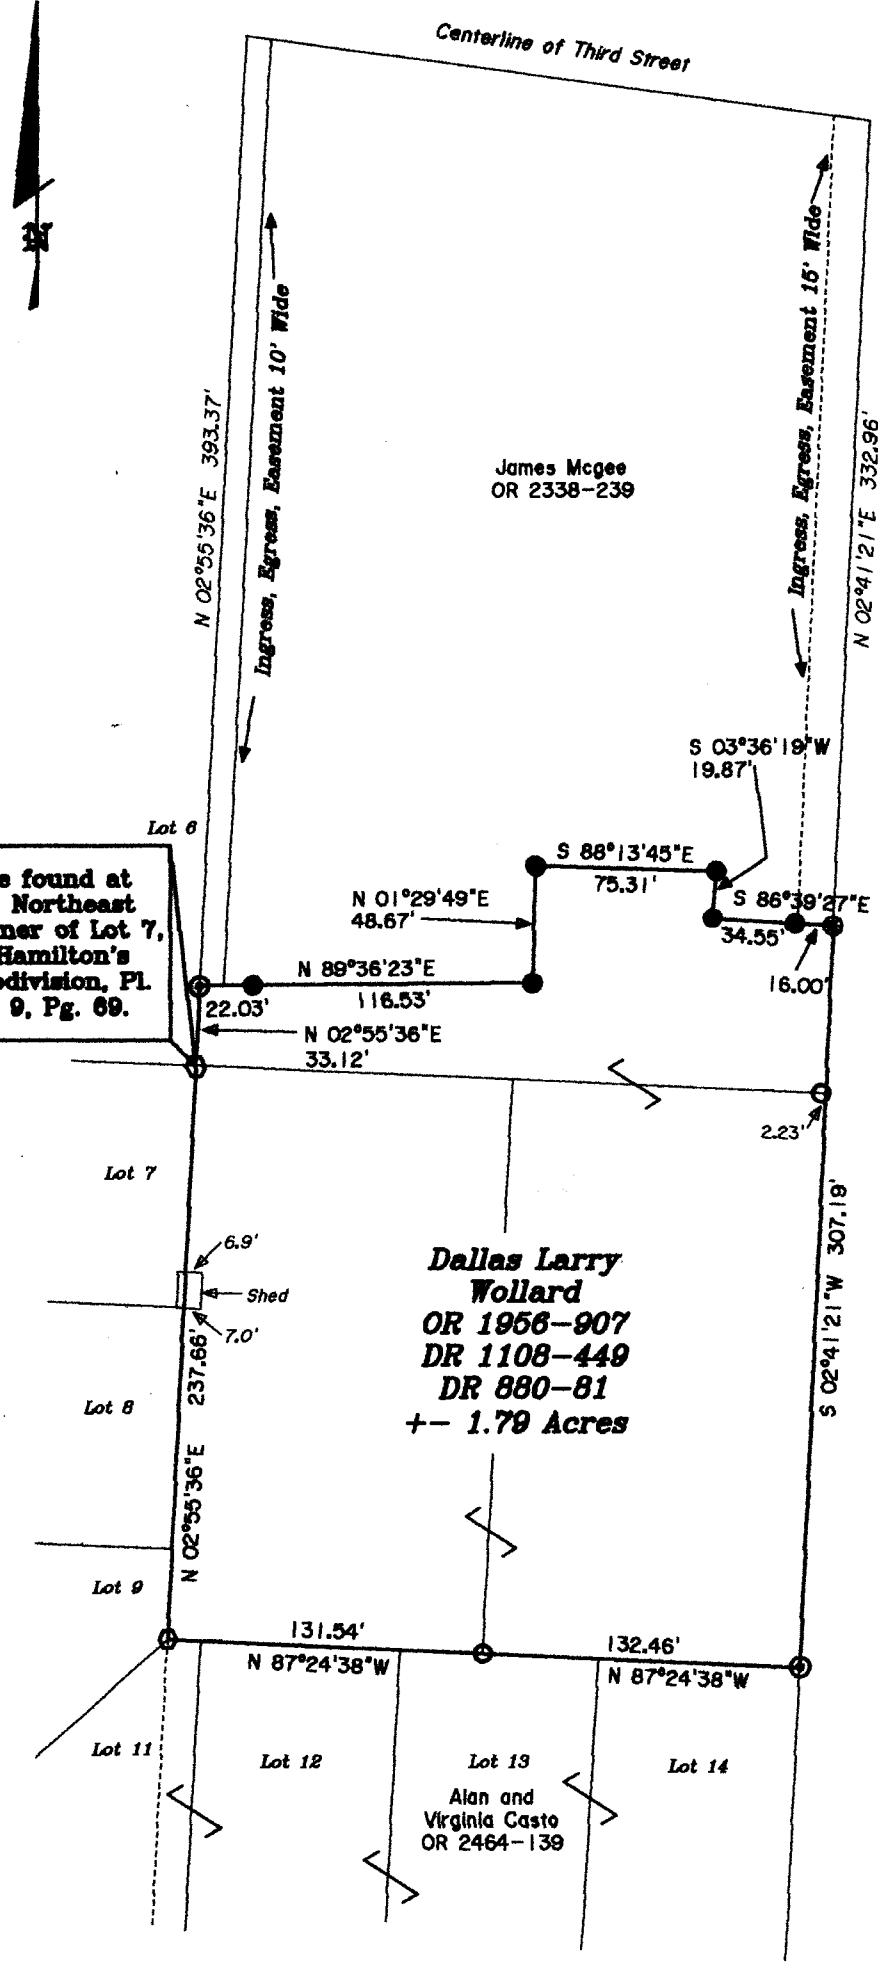 Centerline of Third Street
N 02°55'36"E 393.37'
Ingress, Egress, Easement 10' Wide
Ingress, Egress, Easement 15' Wide
N 02°41'21"E 332.96'
James Mcgee
OR 2338-239
S 03°36'19"W
19.87'
Lot 6
found at
Northeast
of Lot 7,
Hamilton's
Pl.
9, Pg. 69.
S 88°13'45"E
75.31'
N 01°29'49"E
48.67'
S 86°39'27"E
34.55'
16.00'
N 89°36'23"E
22.03'
116.53'
N 02°55'36"E
33.12'
2.23'
Lot 7
6.9'
Shed
7.0'
Dallas Larry
Wollard
OR 1956-907
DR 1108-449
DR 880-81
+- 1.79 Acres
S 02°41'21"W 307.19'
Lot 8
N 02°55'36"E 237.66'
Lot 9
131.54'
N 87°24'38"W
132.46'
N 87°24'38"W
Lot 11
Lot 12
Lot 13
Lot 14
Alan and
Virginia Casto
OR 2464-139